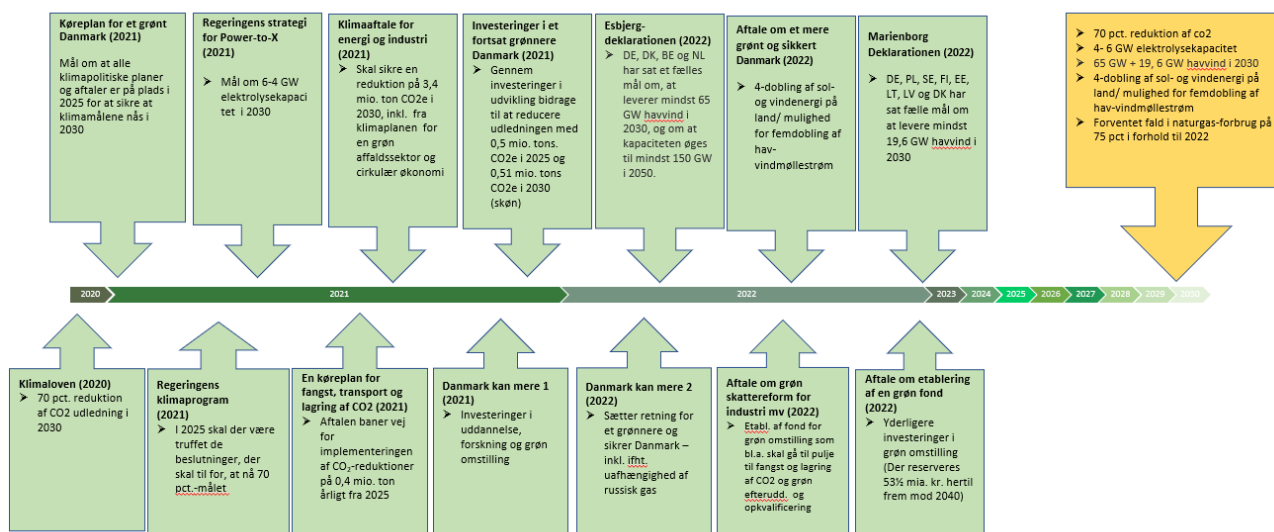 Køreplan for et grønt
Danmark (2021)
Mål om at alle
klimapolitiske planer
og aftaler er på plads i
2025 for at sikre at
klimamålene nås i
2030
Regeringens strategi
for Power-to-X
(2021)
➢ Mål om 6-4 GW
elektrolysekapaci
tet i 2030
Klimaaftale for
energi og industri
(2021)
➢ Skal sikre en
reduktion på 3,4
mio. ton CO2e i
2030, inkl. fra
klimaplanen for
en grøn
affaldssektor og
cirkulær økonomi
Investeringer i et
fortsat grønnere
Danmark (2021)
➢ Gennem
investeringer i
udvikling bidrage
til at reducere
udledningen med
0,5 mio. tons.
CO2e i 2025 og
0,51 mio. tons
CO2e i 2030
(skøn)
Esbjerg-
deklarationen (2022)
➢ DE, DK, BE og NL
har sat et fælles
mål om, at
leverer mindst 65
GW havvind i
2030, og om at
kapaciteten øges
til mindst 150 GW
i 2050.
Aftale om et mere
grønt og sikkert
Danmark (2022)
➢ 4-dobling af sol-
og vindenergi på
land/ mulighed
for femdobling af
hav-
vindmøllestrøm
Marienborg
Deklarationen (2022)
➢ DE, PL, SE, FI, EE,
LT, LV og DK har
sat fælle mål om
at levere mindst
19,6 GW havvind i
2030
➢ 70 pct. reduktion af co2
➢ 4- 6 GW elektrolysekapacitet
➢ 65 GW + 19, 6 GW havvind i 2030
➢ 4-dobling af sol- og vindenergi på
land/ mulighed for femdobling af
hav-vindmøllestrøm
➢ Forventet fald i naturgas-forbrug på
75 pct i forhold til 2022
2020 2021 2022 2023 2024 2025 2026 2027 2028 2029 2030
Klimaloven (2020)
➢ 70 pct. reduktion
af CO2 udledning i
2030
Regeringens
klimaprogram
(2021)
➢ I 2025 skal der være
truffet de
beslutninger, der
skal til for, at nå 70
pct.-målet
En køreplan for
fangst, transport og
lagring af CO2 (2021)
➢ Aftalen baner vej
for
implementeringen
af CO₂-reduktioner
på 0,4 mio. ton
årligt fra 2025
Danmark kan mere 1
(2021)
➢ Investeringer i
uddannelse,
forskning og grøn
omstilling
Danmark kan mere 2
(2022)
➢ Sætter retning for
et grønnere og
sikrer Danmark –
inkl. ifht.
uafhængighed af
russisk gas
Aftale om grøn
skattereform for
industri mv (2022)
➢ Etabl. af fond for
grøn omstilling som
bl.a. skal gå til pulje
til fangst og lagring
af CO2 og grøn
efterudd. og
opkvalificering
Aftale om etablering
af en grøn fond
(2022)
➢ Yderligere
investeringer i
grøn omstilling
(Der reserveres
53½ mia. kr. hertil
frem mod 2040)